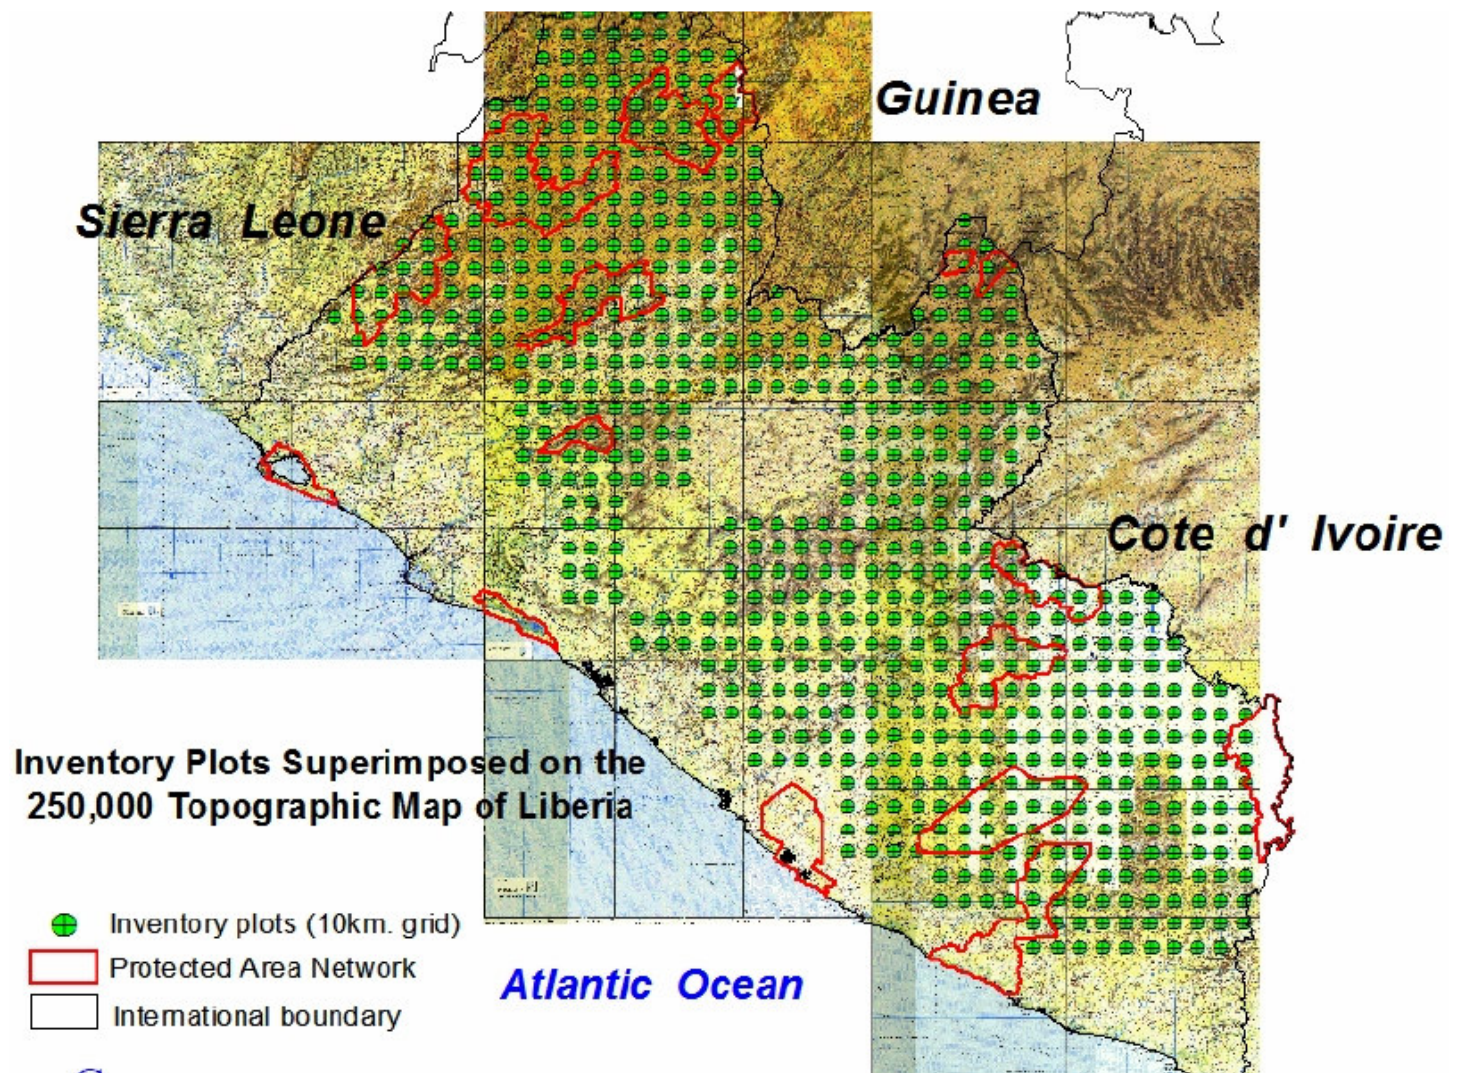 Guinea
Sierra Leone
Cote d' Ivoire
Inventory Plots Superimposed on the
250,000 Topographic Map of Liberia
Inventory plots (10km. grid)
Protected Area Network
International boundary
Atlantic Ocean